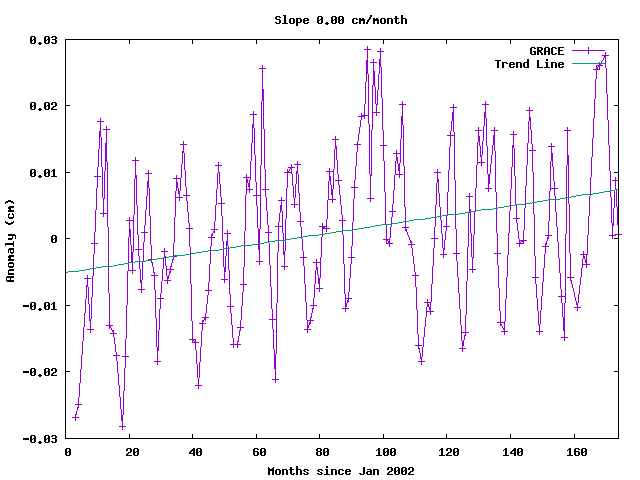 Slope 0.00 cm/month
0.03
GRACE
Trend Line
0.02
0.01
0
-0.01
-0.02
-0.03
Anomaly (cm)
0 20 40 60 80 100 120 140 160
Months since Jan 2002